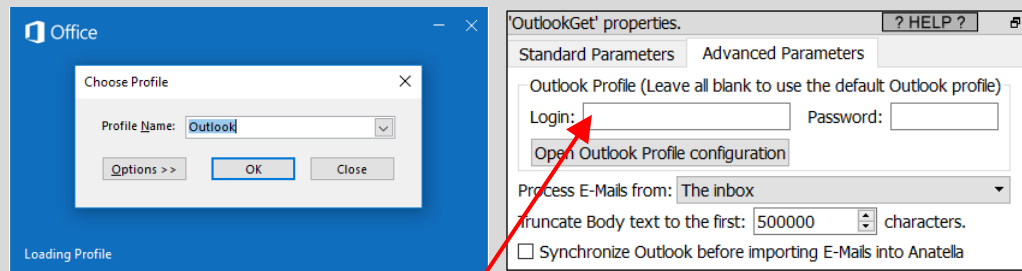 Office
Choose Profile
Profile Name: Outlook
Options >> OK Close
Loading Profile
'OutlookGet' properties. ? HELP ?
Standard Parameters Advanced Parameters
Outlook Profile (Leave all blank to use the default Outlook profile)
Login: Password:
Open Outlook Profile configuration
Process E-Mails from: The inbox
Truncate Body text to the first: 500000 characters.
Synchronize Outlook before importing E-Mails into Anatella